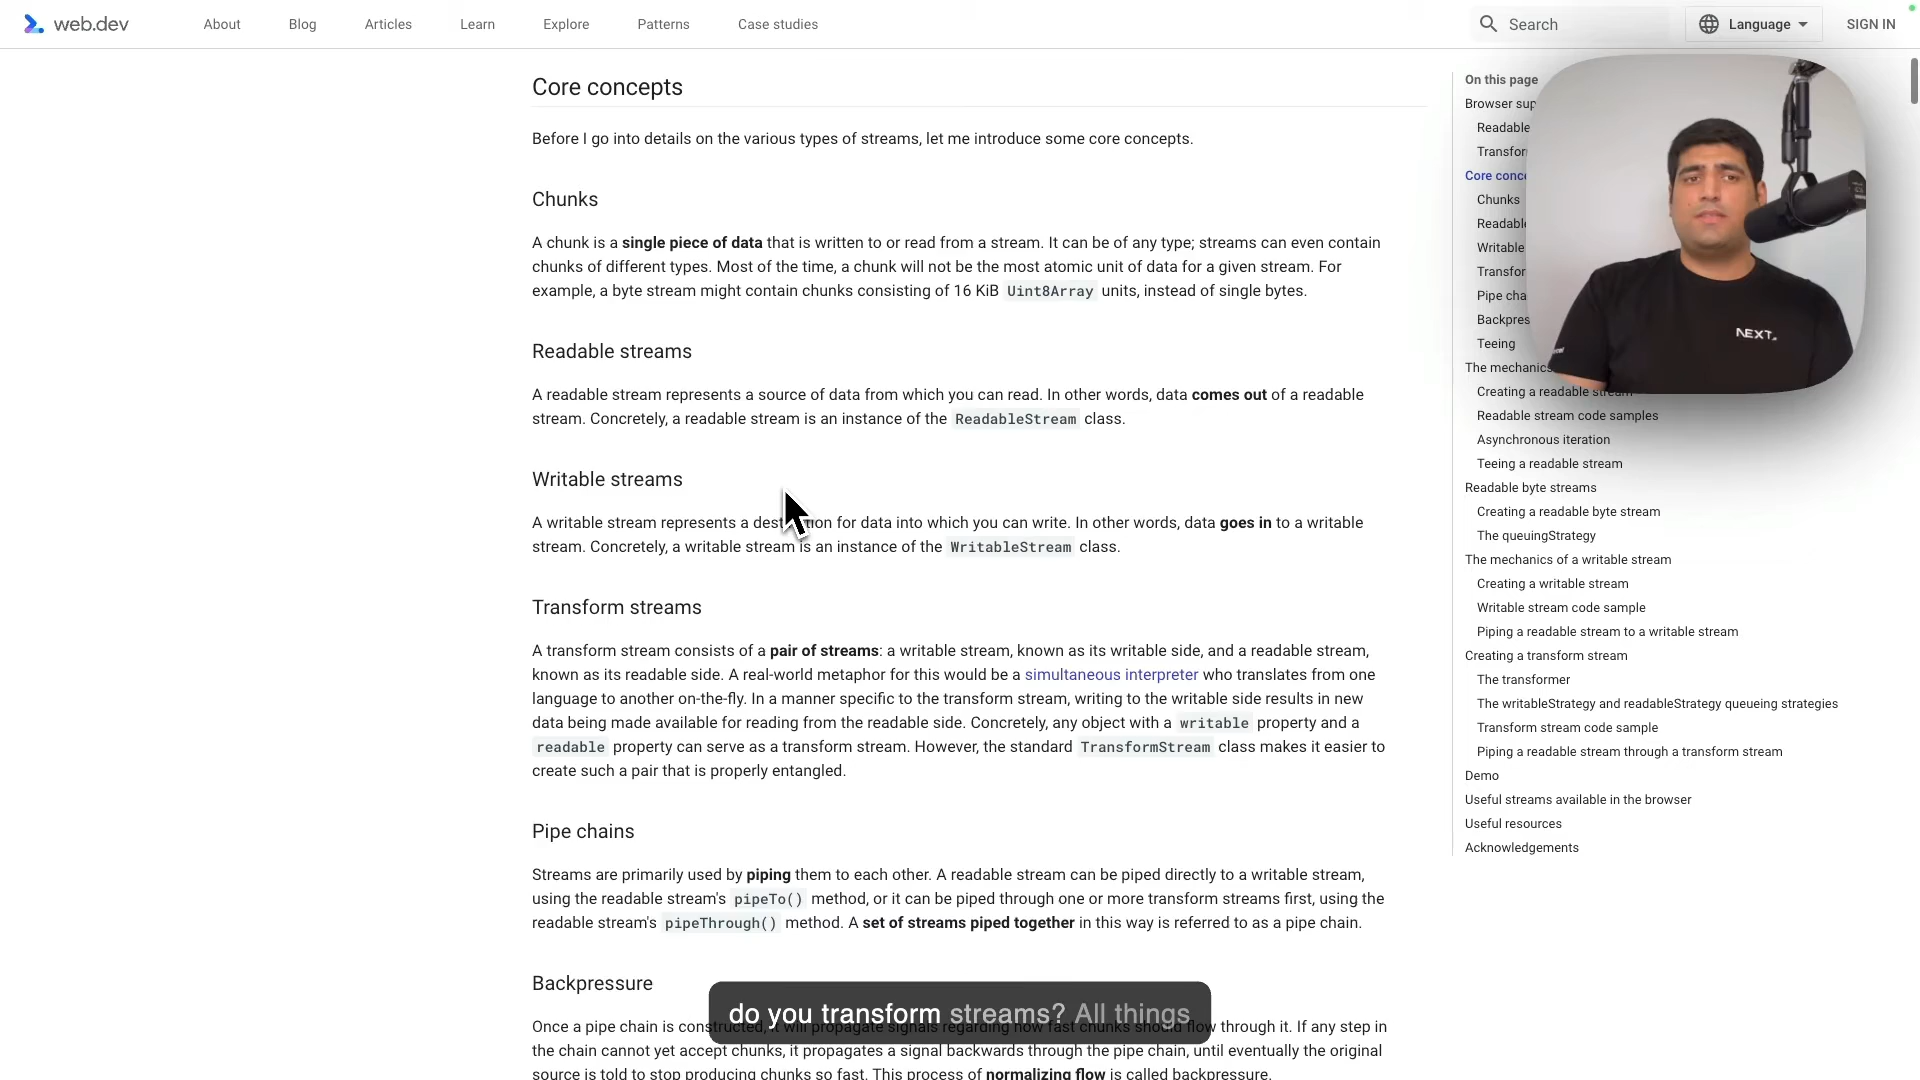 web.dev
About
Blog
Articles
Learn
Explore
Patterns
Case studies
Search
Language
SIGN IN
Core concepts
Before I go into details on the various types of streams, let me introduce some core concepts.
Chunks
A chunk is a single piece of data that is written to or read from a stream. It can be of any type; streams can even contain
chunks of different types. Most of the time, a chunk will not be the most atomic unit of data for a given stream. For
example, a byte stream might contain chunks consisting of 16 KiB Uint8Array units, instead of single bytes.
Readable streams
A readable stream represents a source of data from which you can read. In other words, data comes out of a readable
stream. Concretely, a readable stream is an instance of the ReadableStream class.
Writable streams
A writable stream represents a destination for data into which you can write. In other words, data goes in to a writable
stream. Concretely, a writable stream is an instance of the WritableStream class.
Transform streams
A transform stream consists of a pair of streams: a writable stream, known as its writable side, and a readable stream,
known as its readable side. A real-world metaphor for this would be a simultaneous interpreter who translates from one
language to another on-the-fly. In a manner specific to the transform stream, writing to the writable side results in new
data being made available for reading from the readable side. Concretely, any object with a writable property and a
readable property can serve as a transform stream. However, the standard TransformStream class makes it easier to
create such a pair that is properly entangled.
Pipe chains
Streams are primarily used by piping them to each other. A readable stream can be piped directly to a writable stream,
using the readable stream's pipeTo() method, or it can be piped through one or more transform streams first, using the
readable stream's pipeThrough() method. A set of streams piped together in this way is referred to as a pipe chain.
Backpressure
Once a pipe chain is constructed, it will propagate signals regarding how fast chunks should flow through it. If any step in
the chain cannot yet accept chunks, it propagates a signal backwards through the pipe chain, until eventually the original
source is told to stop producing chunks so fast. This process of normalizing flow is called backpressure.
do you transform streams? All things
On this page
Browser sup
Readable
Transfor
Core conce
Chunks
Readable
Writable
Transfor
Pipe cha
Backpres
Teeing
The mechanics
Creating a readable stream
Readable stream code samples
Asynchronous iteration
Teeing a readable stream
Readable byte streams
Creating a readable byte stream
The queuingStrategy
The mechanics of a writable stream
Creating a writable stream
Writable stream code sample
Piping a readable stream to a writable stream
Creating a transform stream
The transformer
The writableStrategy and readableStrategy queueing strategies
Transform stream code sample
Piping a readable stream through a transform stream
Demo
Useful streams available in the browser
Useful resources
Acknowledgements
NEXT